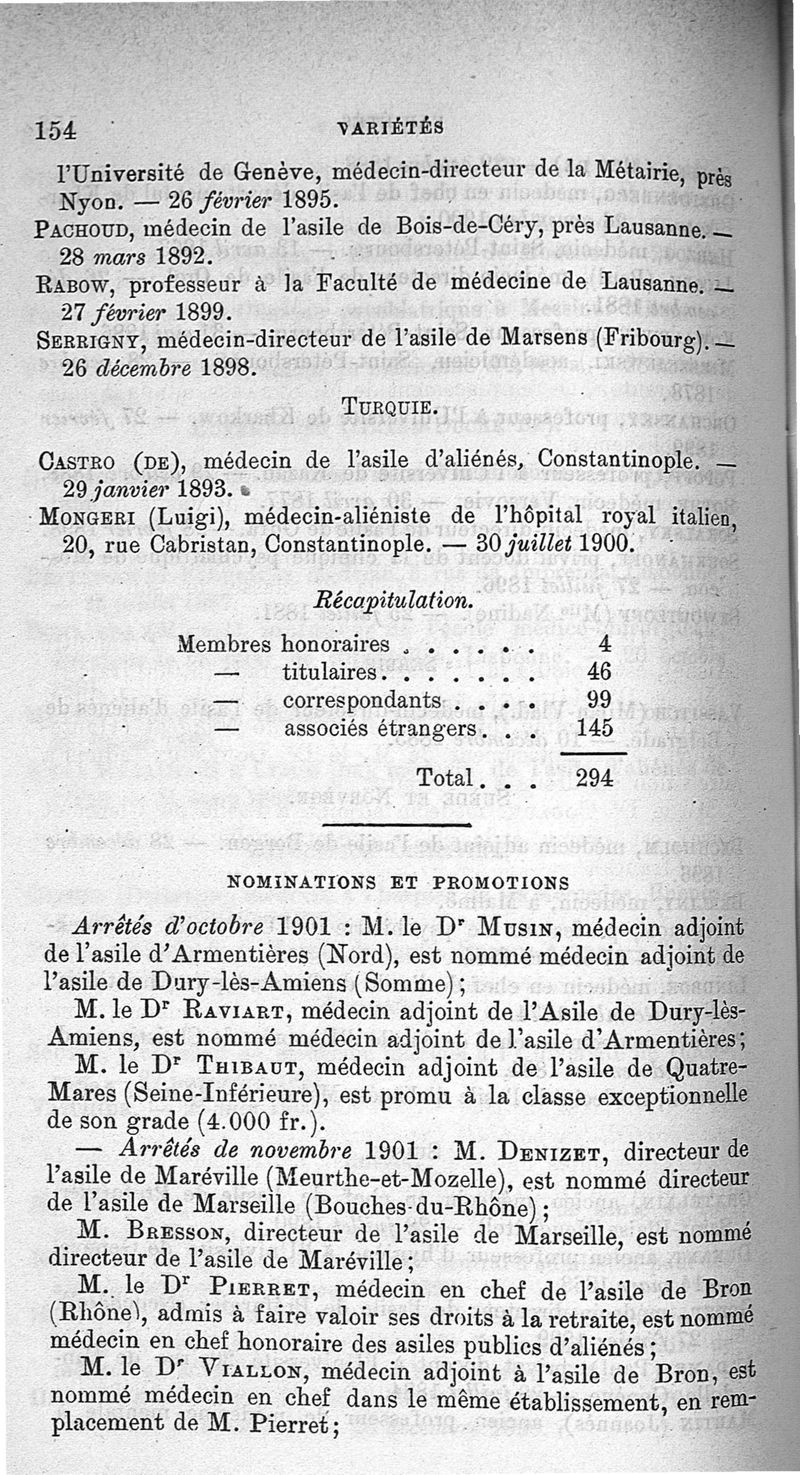 154 VARIÉTÉS
l'Université de Genève, médecin-directeur de la Métairie, près
Nyon. — 26 février 1895.
PACHOUD, médecin de l'asile de Bois-de-Céry, près Lausanne. —
28 mars 1892.
RABOW, professeur à la Faculté de médecine de Lausanne. —
27 février 1899.
SERRIGNY, médecin-directeur de l'asile de Marsens (Fribourg). —
26 décembre 1898.
TURQUIE.
CASTRO (DE), médecin de l'asile d'aliénés, Constantinople. —
29 janvier 1893.
MONGERI (Luigi), médecin-aliéniste de l'hôpital royal italien,
20, rue Cabristan, Constantinople. — 30 juillet 1900.
Récapitulation.
Membres honoraires . . . . . . 4
— titulaires. . . . . . . 46
— correspondants . . . . 99
— associés étrangers. . . 145
Total. . . 294
NOMINATIONS ET PROMOTIONS
Arrêtés d'octobre 1901 : M. le Dr MUSIN, médecin adjoint
de l'asile d'Armentières (Nord), est nommé médecin adjoint de
l'asile de Dury-lès-Amiens (Somme) ;
M. le Dr RAVIART, médecin adjoint de l'Asile de Dury-lès-
Amiens, est nommé médecin adjoint de l'asile d'Armentières ;
M. le Dr THIBAUT, médecin adjoint de l'asile de Quatre-
Mares (Seine-Inférieure), est promu à la classe exceptionnelle
de son grade (4.000 fr.).
— Arrêtés de novembre 1901 : M. DENIZET, directeur de
l'asile de Maréville (Meurthe-et-Mozelle), est nommé directeur
de l'asile de Marseille (Bouches-du-Rhône) ;
M. BRESSON, directeur de l'asile de Marseille, est nommé
directeur de l'asile de Maréville ;
M. le Dr PIERRET, médecin en chef de l'asile de Bron
(Rhône), admis à faire valoir ses droits à la retraite, est nommé
médecin en chef honoraire des asiles publics d'aliénés ;
M. le Dr VIALLON, médecin adjoint à l'asile de Bron, est
nommé médecin en chef dans le même établissement, en rem-
placement de M. Pierret ;